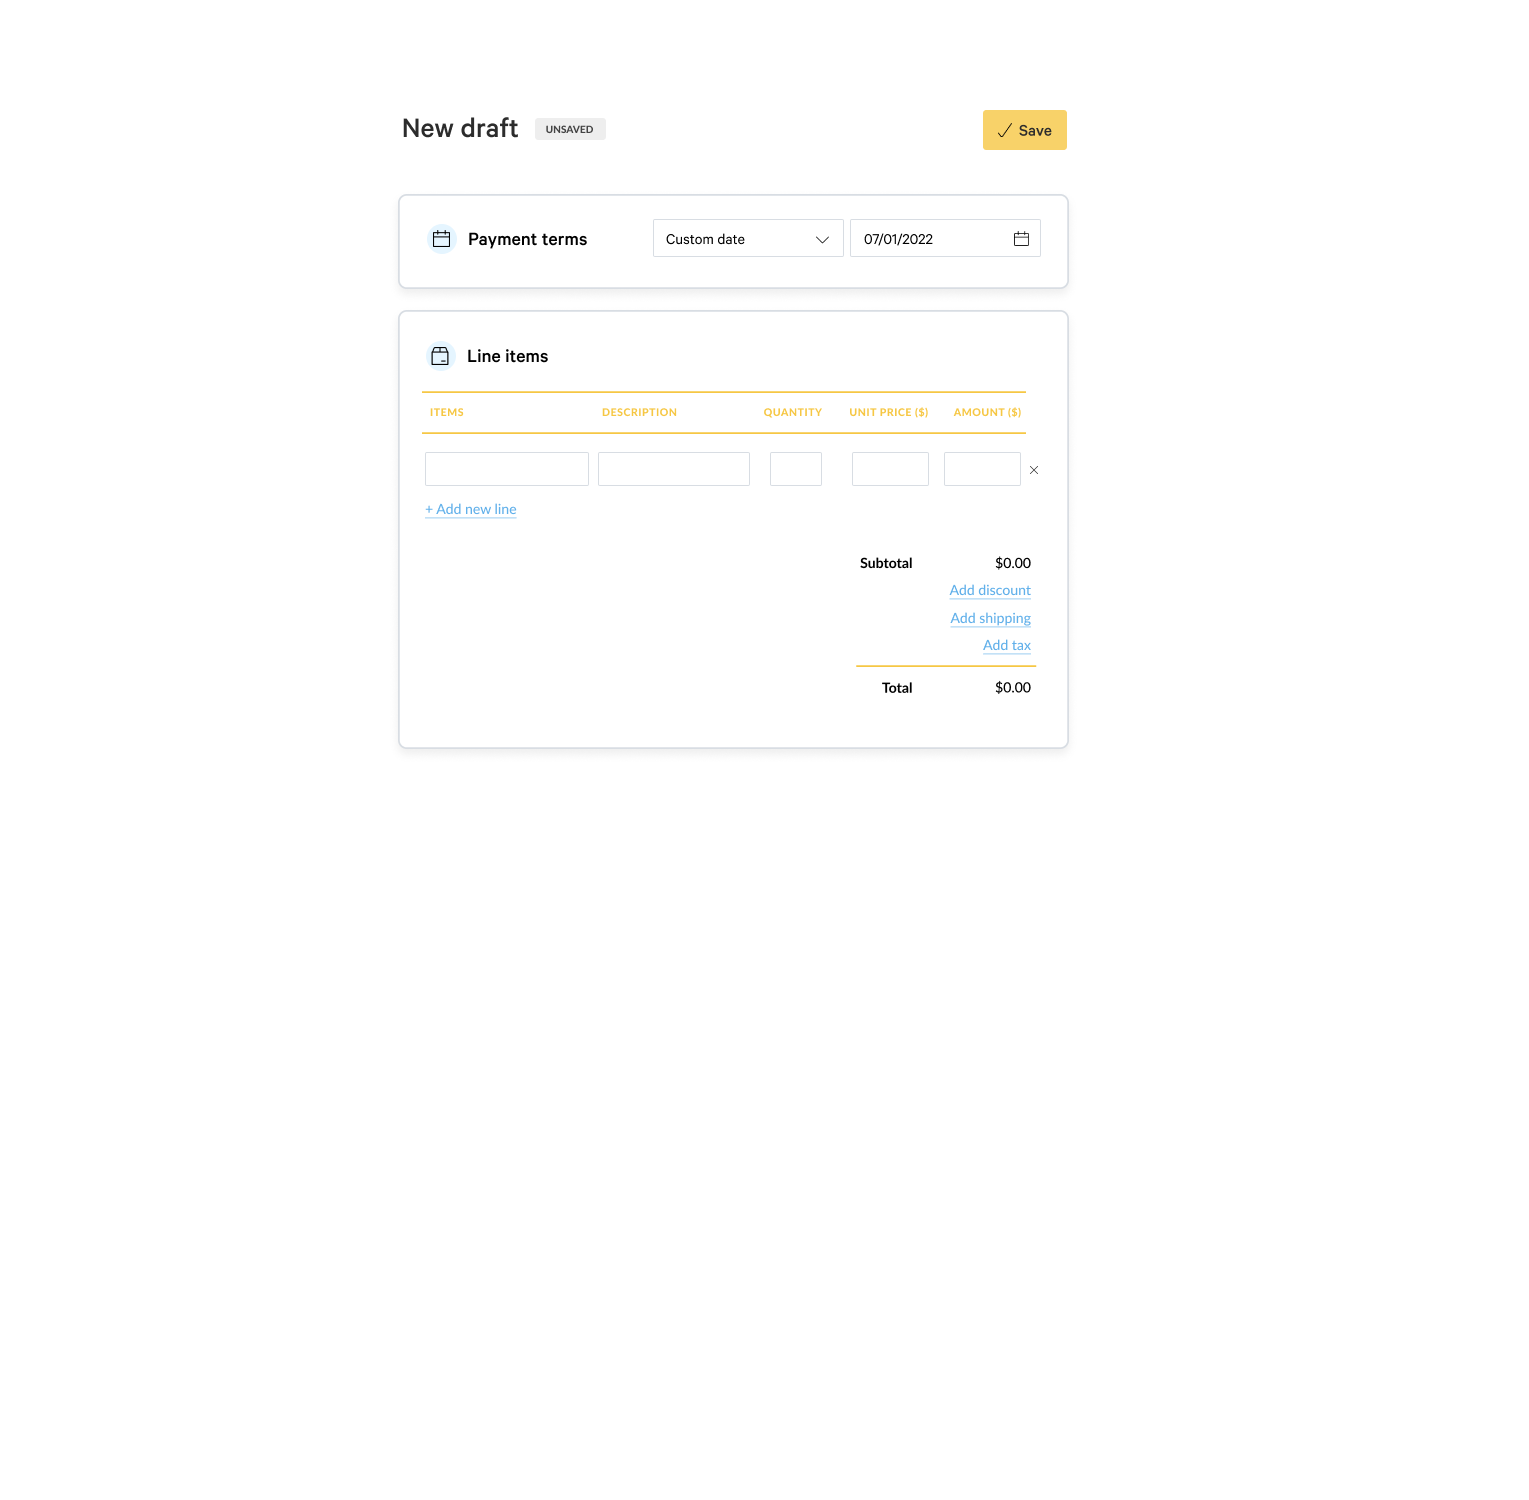 New draft UNSAVED Save
Payment terms Custom date 07/01/2022
Line items
ITEMS DESCRIPTION QUANTITY UNIT PRICE ($) AMOUNT ($)
+ Add new line
Subtotal $0.00
Add discount
Add shipping
Add tax
Total $0.00